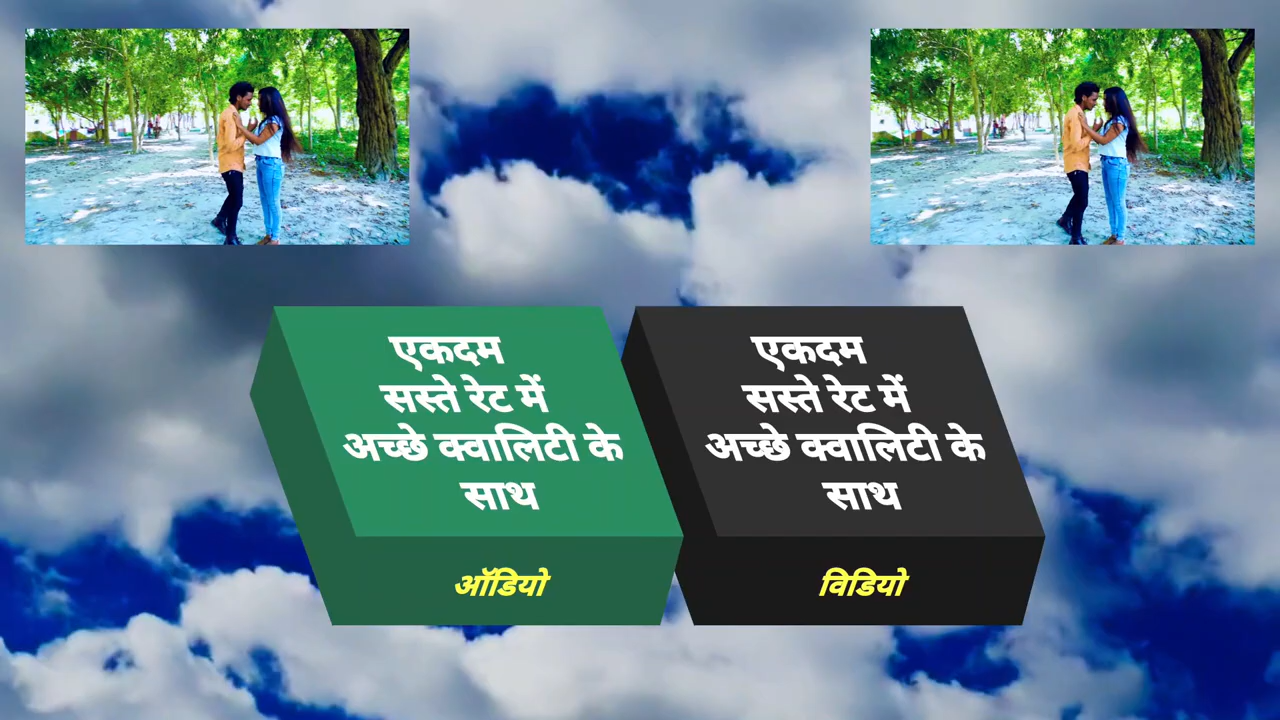 एकदम
सस्ते रेट में
अच्छे क्वालिटी के
साथ
ऑडियो
एकदम
सस्ते रेट में
अच्छे क्वालिटी के
साथ
विडियो